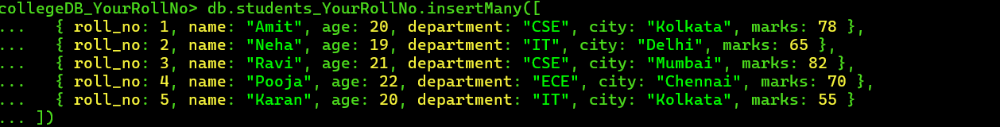 collegeDB_YourRollNo> db.students_YourRollNo.insertMany([
...   { roll_no: 1, name: "Amit", age: 20, department: "CSE", city: "Kolkata", marks: 78 },
...   { roll_no: 2, name: "Neha", age: 19, department: "IT", city: "Delhi", marks: 65 },
...   { roll_no: 3, name: "Ravi", age: 21, department: "CSE", city: "Mumbai", marks: 82 },
...   { roll_no: 4, name: "Pooja", age: 22, department: "ECE", city: "Chennai", marks: 70 },
...   { roll_no: 5, name: "Karan", age: 20, department: "IT", city: "Kolkata", marks: 55 }
... ])